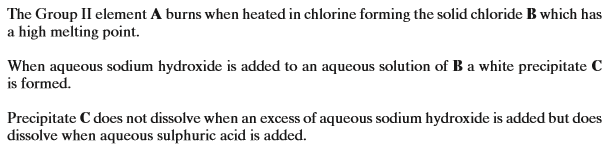 The Group II element A burns when heated in chlorine forming the solid chloride B which has
a high melting point.
When aqueous sodium hydroxide is added to an aqueous solution of B a white precipitate C
is formed.
Precipitate C does not dissolve when an excess of aqueous sodium hydroxide is added but does
dissolve when aqueous sulphuric acid is added.